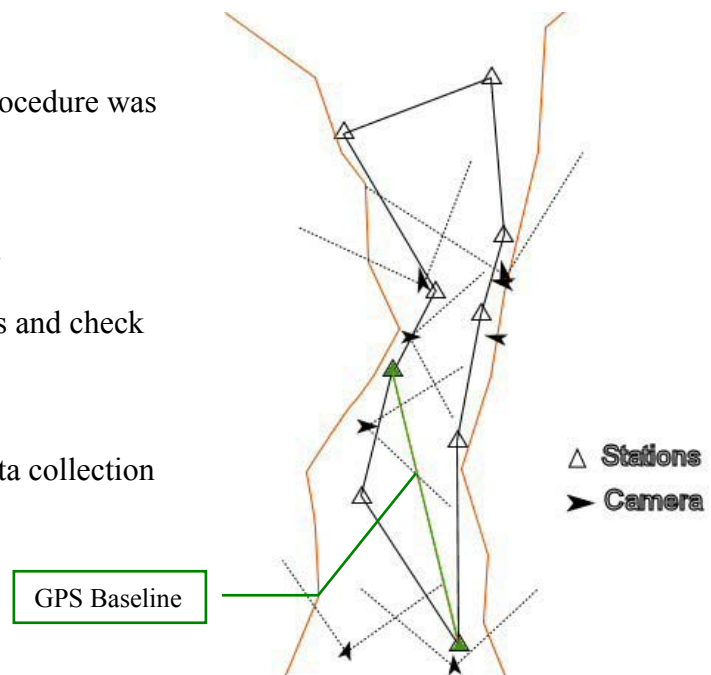 ocedure was
s and check
ta collection
Stations
Camera
GPS Baseline